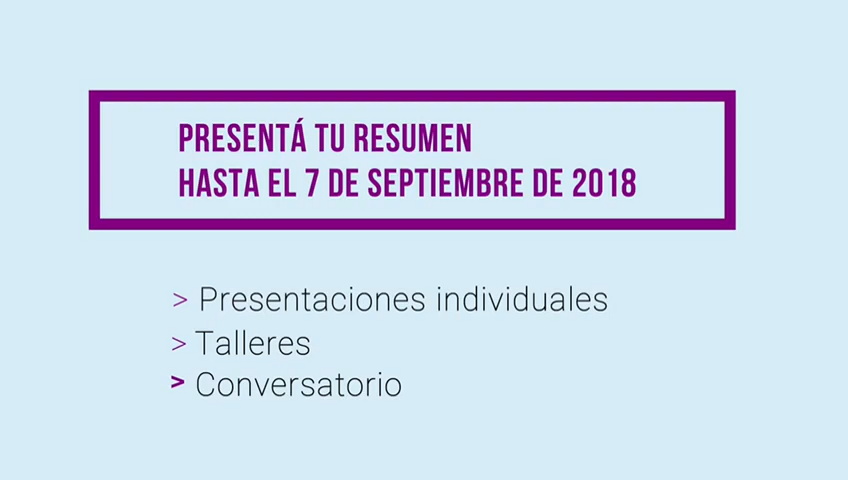 PRESENTÁ TU RESUMEN
HASTA EL 7 DE SEPTIEMBRE DE 2018
> Presentaciones individuales
> Talleres
> Conversatorio